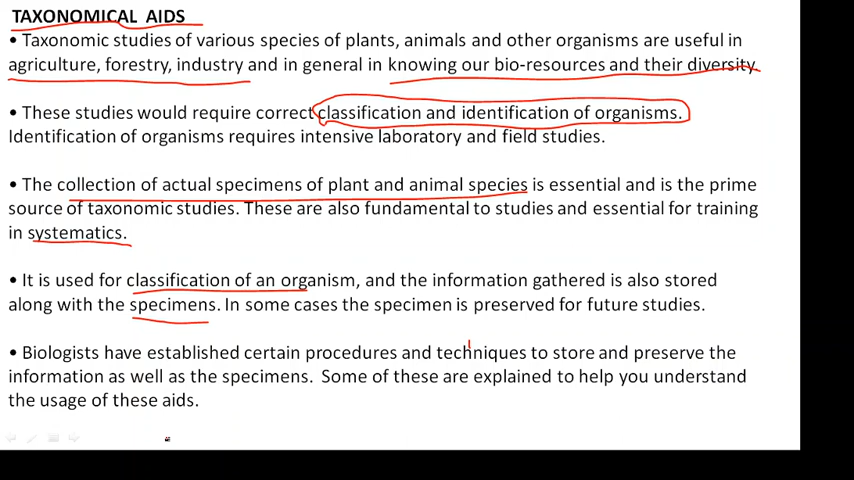 TAXONOMICAL AIDS
• Taxonomic studies of various species of plants, animals and other organisms are useful in
agriculture, forestry, industry and in general in knowing our bio-resources and their diversity.
• These studies would require correct classification and identification of organisms.
Identification of organisms requires intensive laboratory and field studies.
• The collection of actual specimens of plant and animal species is essential and is the prime
source of taxonomic studies. These are also fundamental to studies and essential for training
in systematics.
• It is used for classification of an organism, and the information gathered is also stored
along with the specimens. In some cases the specimen is preserved for future studies.
• Biologists have established certain procedures and techniques to store and preserve the
information as well as the specimens. Some of these are explained to help you understand
the usage of these aids.